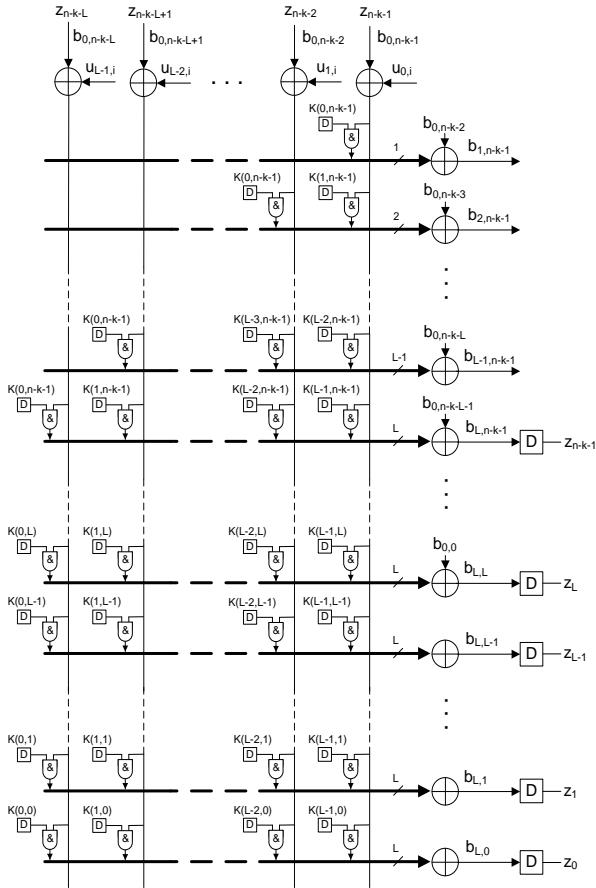 z_{n-k-L} z_{n-k-L+1} z_{n-k-2} z_{n-k-1}
b_{0,n-k-L} b_{0,n-k-L+1} b_{0,n-k-2} b_{0,n-k-1}
u_{L-1,i} u_{L-2,i} . . . u_{1,i} u_{0,i}
K(0,n-k-1)
D & b_{0,n-k-2}
1 b_{1,n-k-1}
K(0,n-k-1) K(1,n-k-1)
D & D & b_{0,n-k-3}
2 b_{2,n-k-1}
K(0,n-k-1) K(L-3,n-k-1) K(L-2,n-k-1)
D & D & D & b_{0,n-k-L}
L-1 b_{L-1,n-k-1}
K(0,n-k-1) K(1,n-k-1) K(L-2,n-k-1) K(L-1,n-k-1)
D & D & D & D & b_{0,n-k-L-1}
L b_{L,n-k-1} D z_{n-k-1}
K(0,L) K(1,L) K(L-2,L) K(L-1,L)
D & D & D & D & b_{0,0}
L b_{L,L} D z_L
K(0,L-1) K(1,L-1) K(L-2,L-1) K(L-1,L-1)
D & D & D & D &
L b_{L,L-1} D z_{L-1}
K(0,1) K(1,1) K(L-2,1) K(L-1,1)
D & D & D & D &
L b_{L,1} D z_1
K(0,0) K(1,0) K(L-2,0) K(L-1,0)
D & D & D & D &
L b_{L,0} D z_0